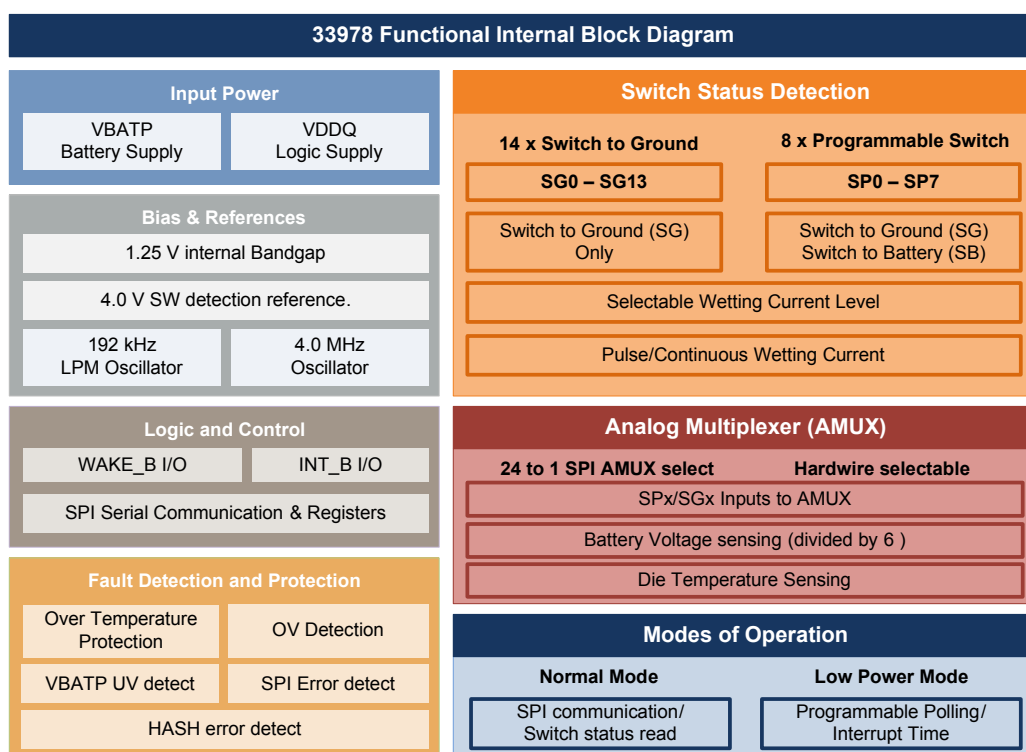 33978 Functional Internal Block Diagram
Input Power
VBATP
Battery Supply
VDDQ
Logic Supply
Bias & References
1.25 V internal Bandgap
4.0 V SW detection reference.
192 kHz
LPM Oscillator
4.0 MHz
Oscillator
Logic and Control
WAKE_B I/O
INT_B I/O
SPI Serial Communication & Registers
Fault Detection and Protection
Over Temperature
Protection
OV Detection
VBATP UV detect
SPI Error detect
HASH error detect
Switch Status Detection
14 x Switch to Ground
8 x Programmable Switch
SG0 – SG13
SP0 – SP7
Switch to Ground (SG)
Only
Switch to Ground (SG)
Switch to Battery (SB)
Selectable Wetting Current Level
Pulse/Continuous Wetting Current
Analog Multiplexer (AMUX)
24 to 1 SPI AMUX select
Hardwire selectable
SPx/SGx Inputs to AMUX
Battery Voltage sensing (divided by 6 )
Die Temperature Sensing
Modes of Operation
Normal Mode
Low Power Mode
SPI communication/
Switch status read
Programmable Polling/
Interrupt Time